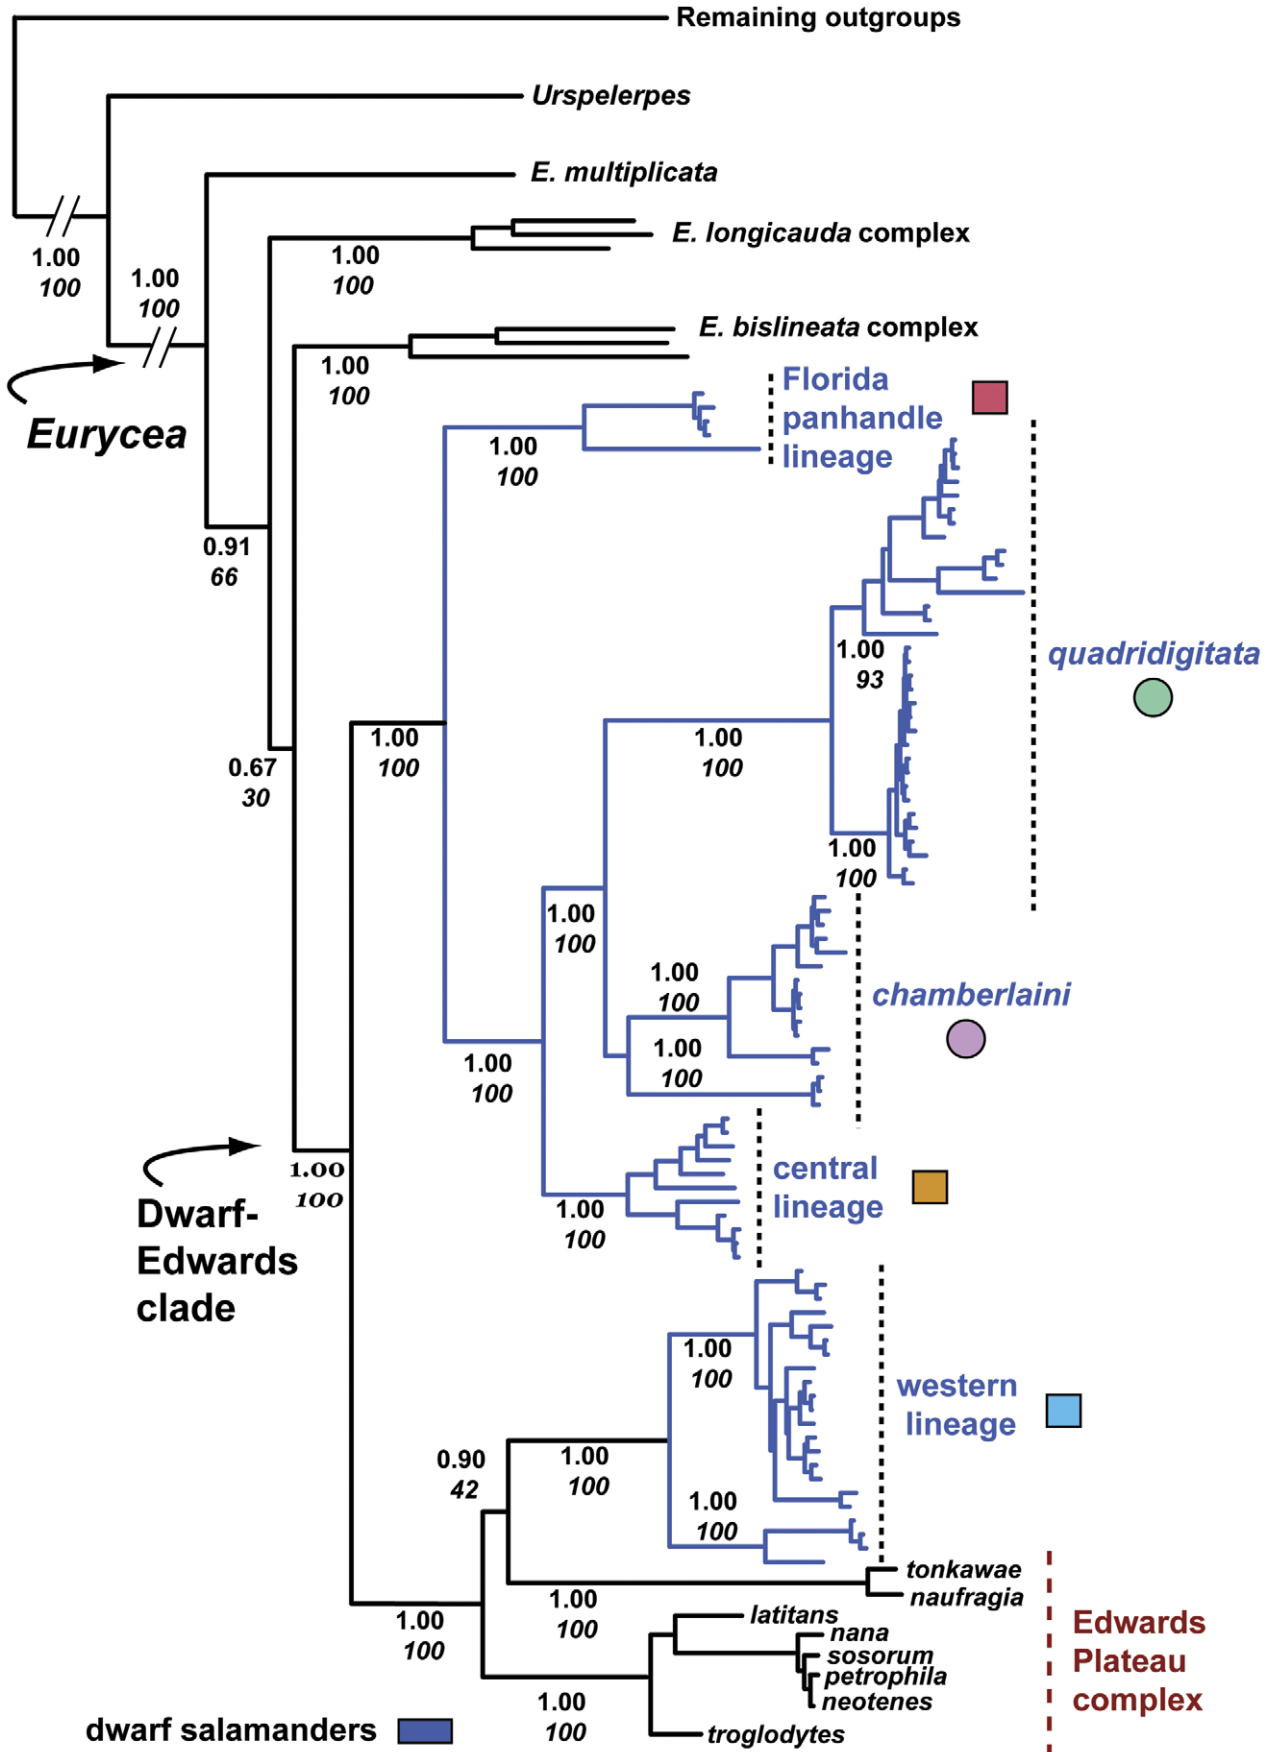 Remaining outgroups
Urspelerpes
E. multiplicata
E. longicauda complex
1.00
100
1.00
100
1.00
100
E. bislineata complex
1.00
100
Eurycea
Florida
panhandle
lineage
1.00
100
0.91
66
quadridigitata
1.00
93
1.00
100
1.00
100
0.67
30
1.00
100
1.00
100
chamberlaini
1.00
100
1.00
100
1.00
100
central
lineage
1.00
100
Dwarf-
Edwards
clade
1.00
100
western
lineage
1.00
100
0.90
42
1.00
100
1.00
100
tonkawae
naufragia
1.00
100
1.00
100
latitans
nana
sosorum
petrophila
neotenes
troglodytes
1.00
100
Edwards
Plateau
complex
dwarf salamanders